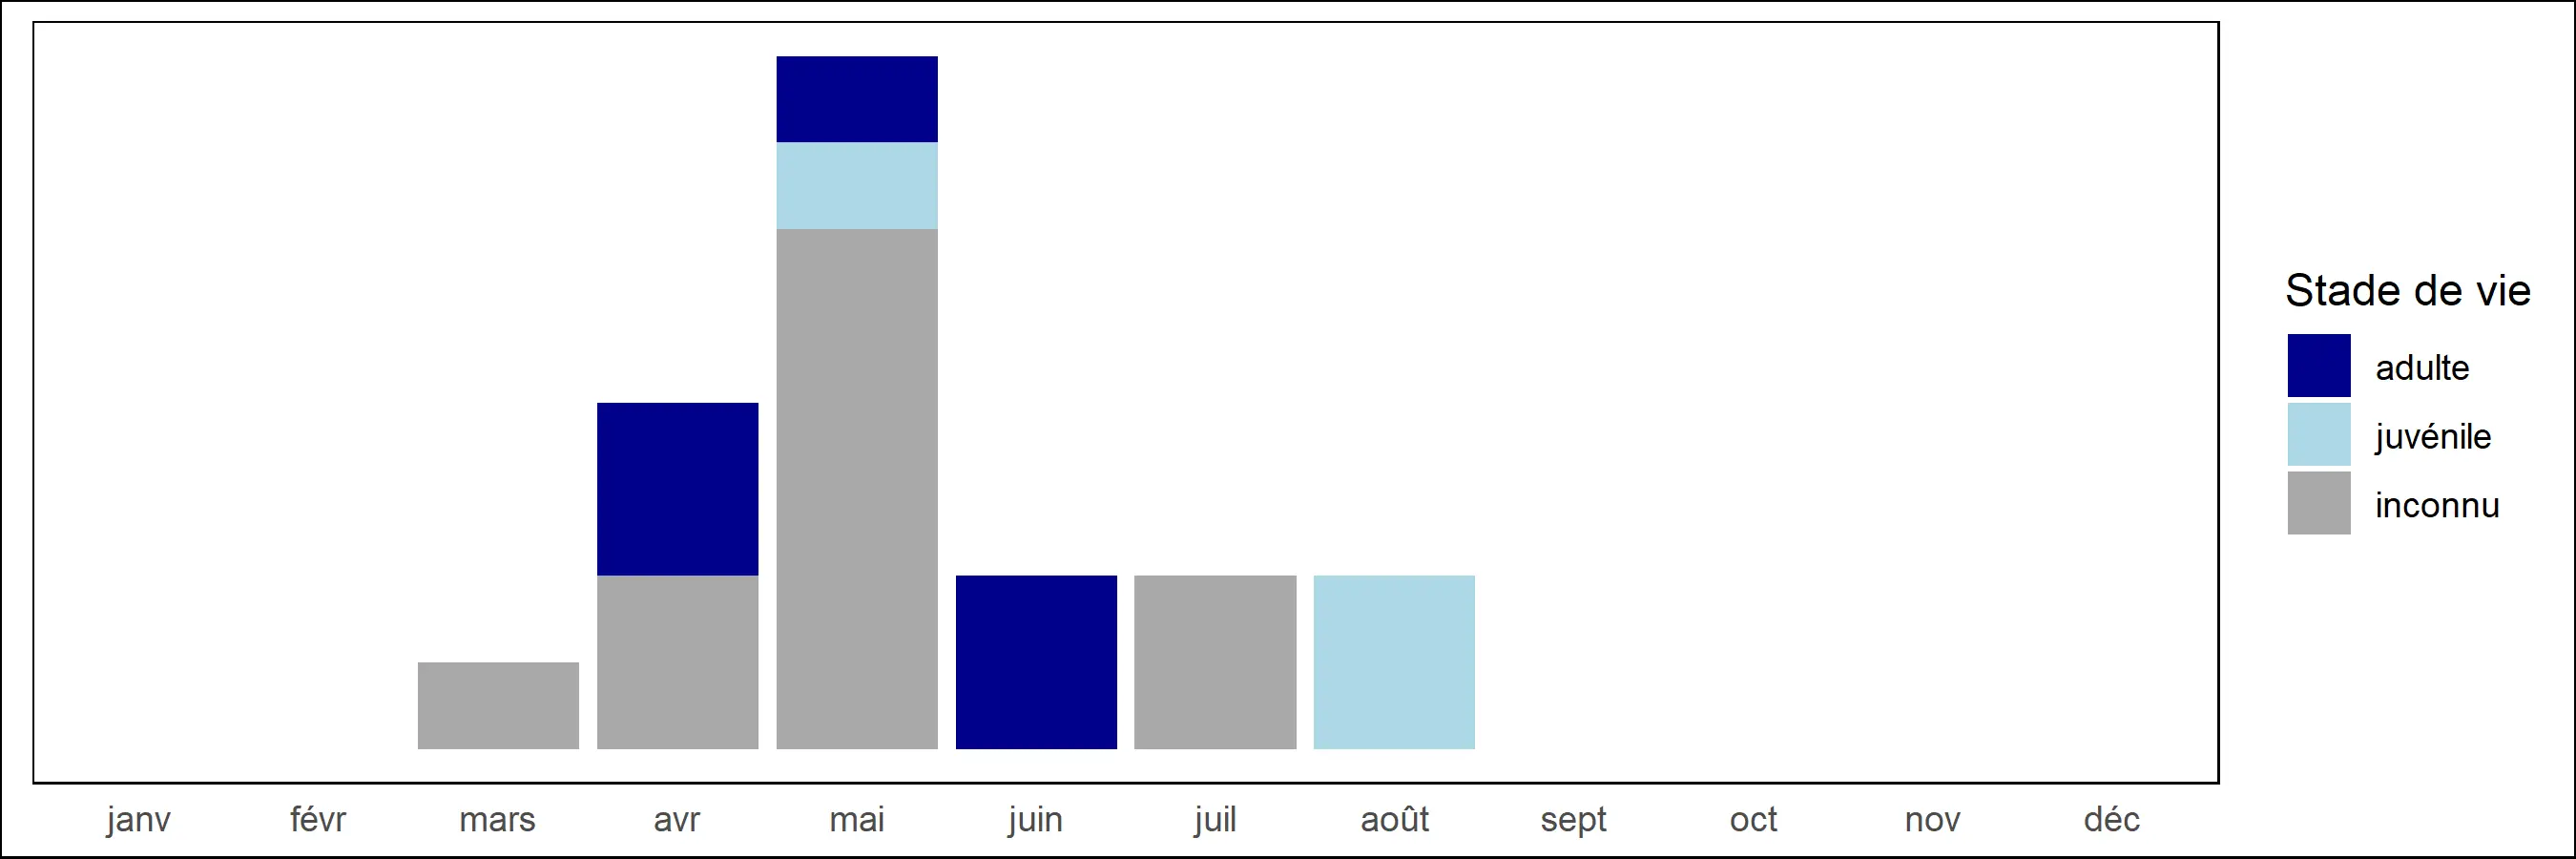 Stade de vie
adulte
juvénile
inconnu
janv févr mars avr mai juin juil août sept oct nov déc